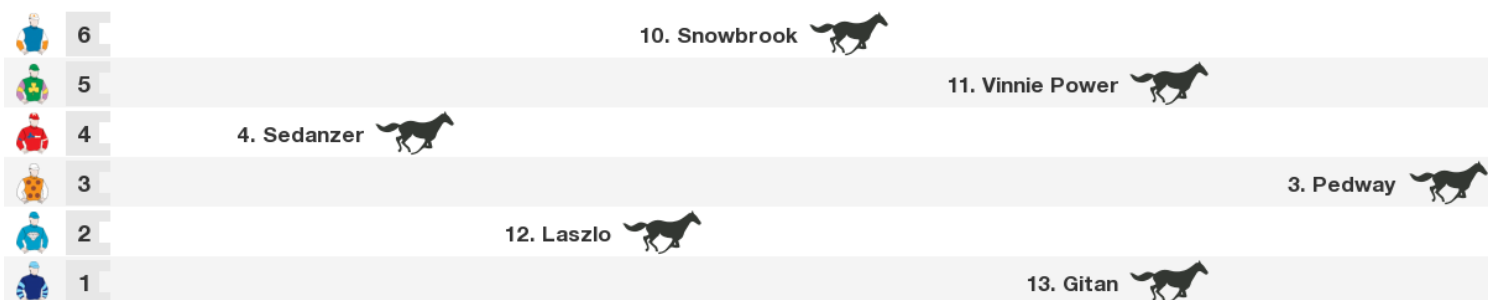 6 10. Snowbrook
5 11. Vinnie Power
4 4. Sedanzer
3 3. Pedway
2 12. Laszlo
1 13. Gitan